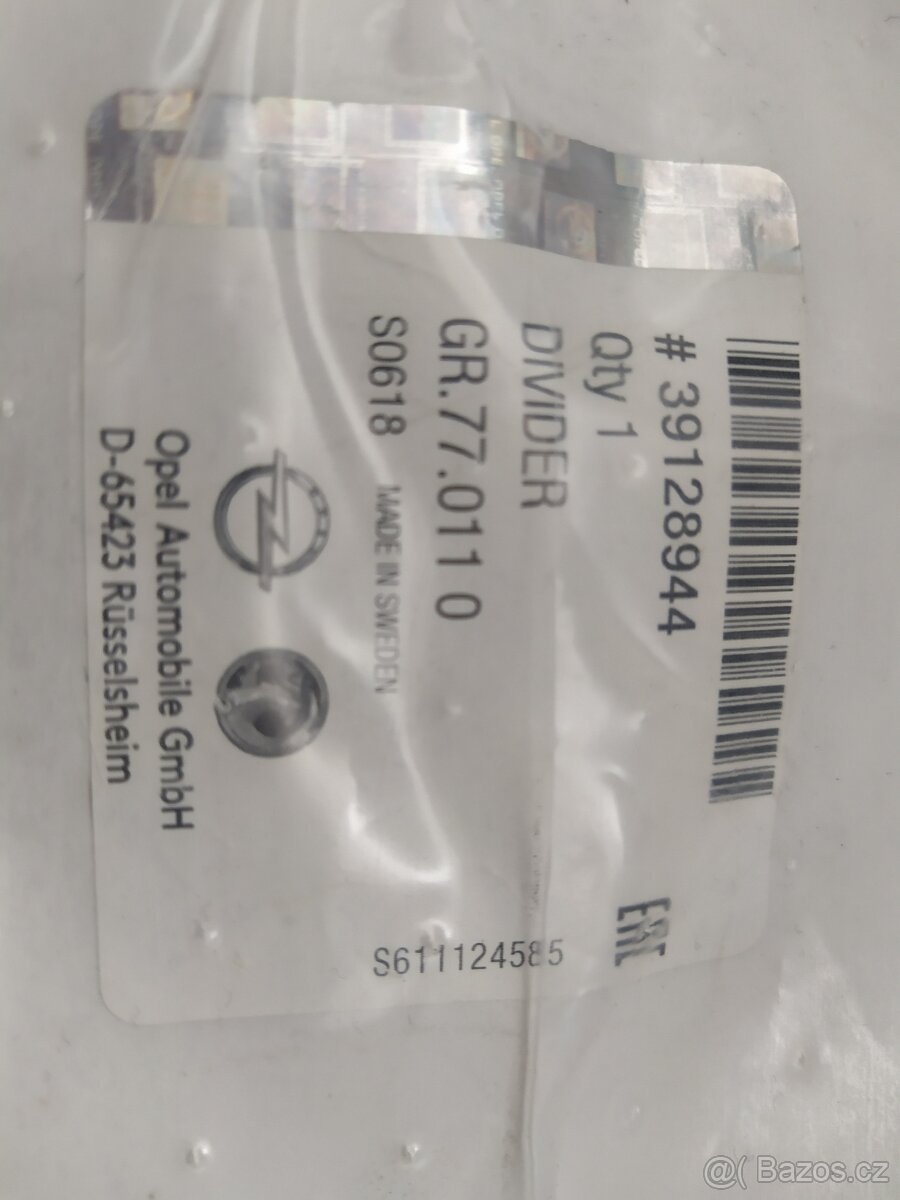 # 39128944
Qty 1
EAC
DIVIDER
GR.77.011 0
S0618
MADE IN SWEDEN
S611124585
Opel Automobile GmbH
D-65423 Rüsselsheim
@( Bazos.cz